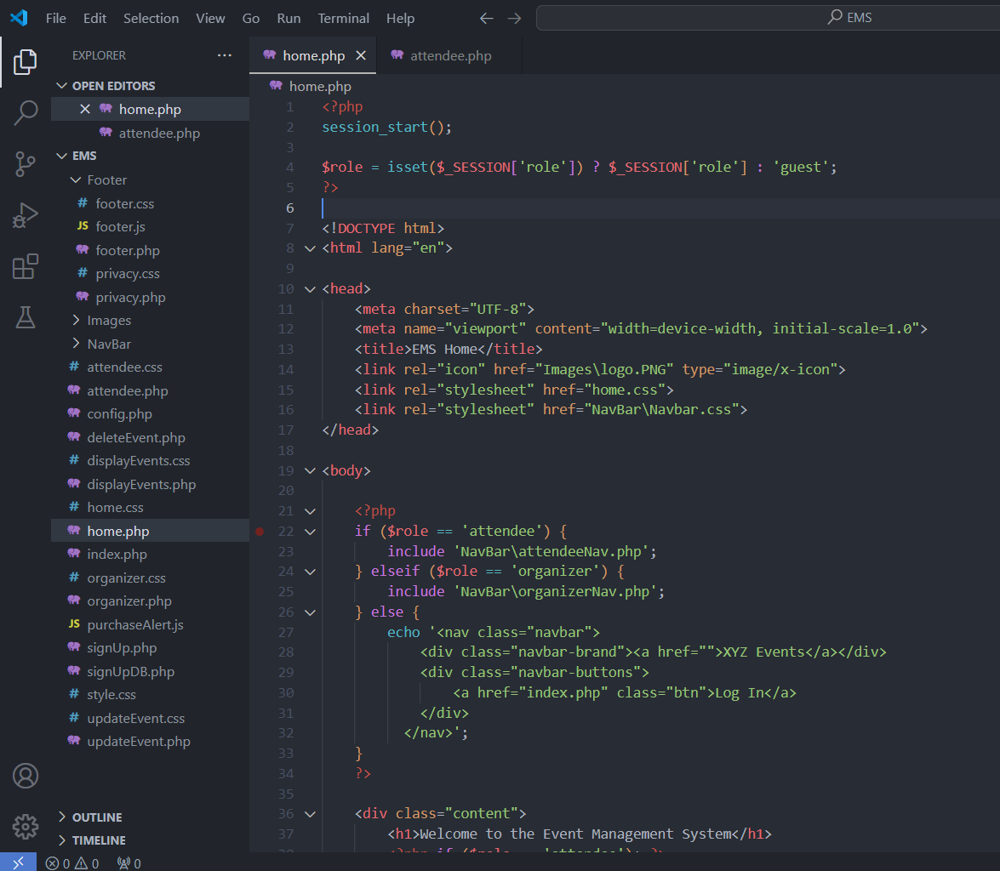 File Edit Selection View Go Run Terminal Help
EMS
EXPLORER
OPEN EDITORS
home.php
attendee.php
EMS
Footer
# footer.css
JS footer.js
footer.php
# privacy.css
privacy.php
Images
NavBar
# attendee.css
attendee.php
config.php
deleteEvent.php
# displayEvents.css
displayEvents.php
# home.css
home.php
index.php
# organizer.css
organizer.php
JS purchaseAlert.js
signUp.php
signUpDB.php
# style.css
# updateEvent.css
updateEvent.php
OUTLINE
TIMELINE
0 0 0
home.php
attendee.php
home.php
1 <?php
2 session_start();
3
4 $role = isset($_SESSION['role']) ? $_SESSION['role'] : 'guest';
5 ?>
6
7 <!DOCTYPE html>
8 <html lang="en">
9
10 <head>
11 <meta charset="UTF-8">
12 <meta name="viewport" content="width=device-width, initial-scale=1.0">
13 <title>EMS Home</title>
14 <link rel="icon" href="Images\logo.PNG" type="image/x-icon">
15 <link rel="stylesheet" href="home.css">
16 <link rel="stylesheet" href="NavBar\Navbar.css">
17 </head>
18
19 <body>
20
21 <?php
22 if ($role == 'attendee') {
23 include 'NavBar\attendeeNav.php';
24 } elseif ($role == 'organizer') {
25 include 'NavBar\organizerNav.php';
26 } else {
27 echo '<nav class="navbar">
28 <div class="navbar-brand"><a href="">XYZ Events</a></div>
29 <div class="navbar-buttons">
30 <a href="index.php" class="btn">Log In</a>
31 </div>
32 </nav>';
33 }
34 ?>
35
36 <div class="content">
37 <h1>Welcome to the Event Management System</h1>